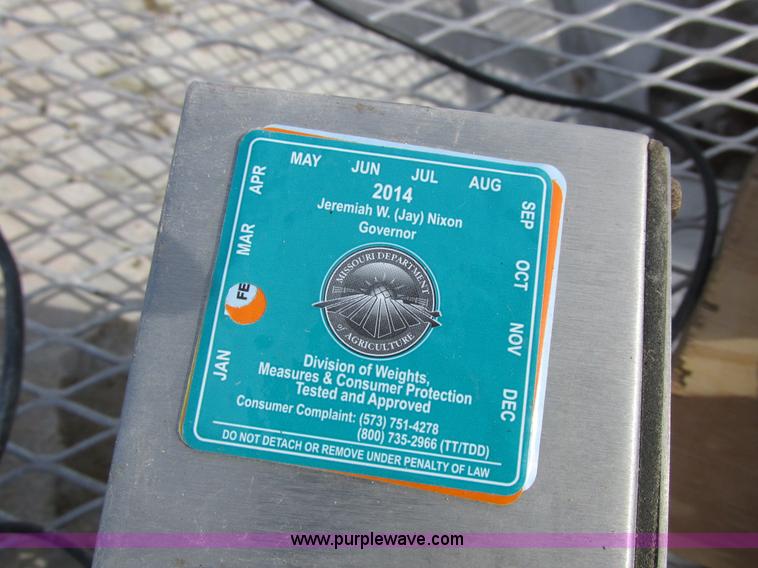 JAN
FE
MAR
APR
MAY
JUN
JUL
AUG
SEP
OCT
NOV
DEC
2014
Jeremiah W. (Jay) Nixon
Governor
MISSOURI DEPARTMENT
of AGRICULTURE
Division of Weights,
Measures & Consumer Protection
Tested and Approved
Consumer Complaint: (573) 751-4278
(800) 735-2966 (TT/TDD)
DO NOT DETACH OR REMOVE UNDER PENALTY OF LAW
www.purplewave.com